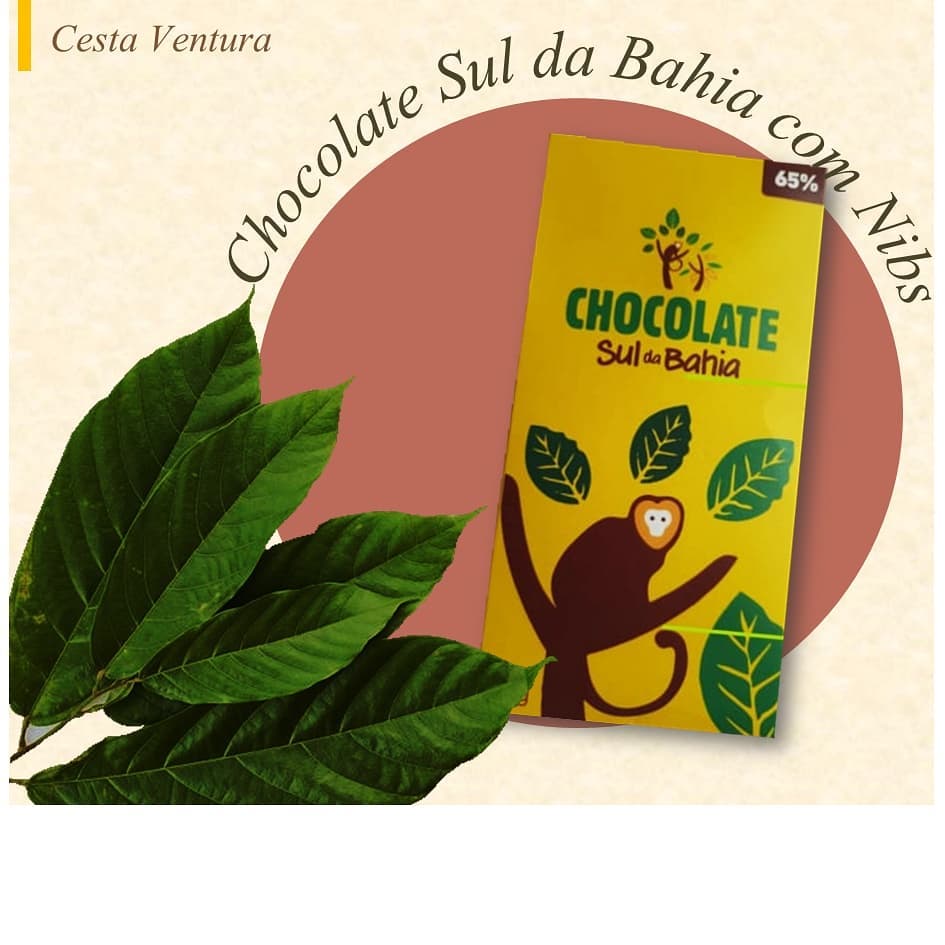 Cesta Ventura
Chocolate Sul da Bahia com Nibs
65%
CHOCOLATE
Sul da Bahia